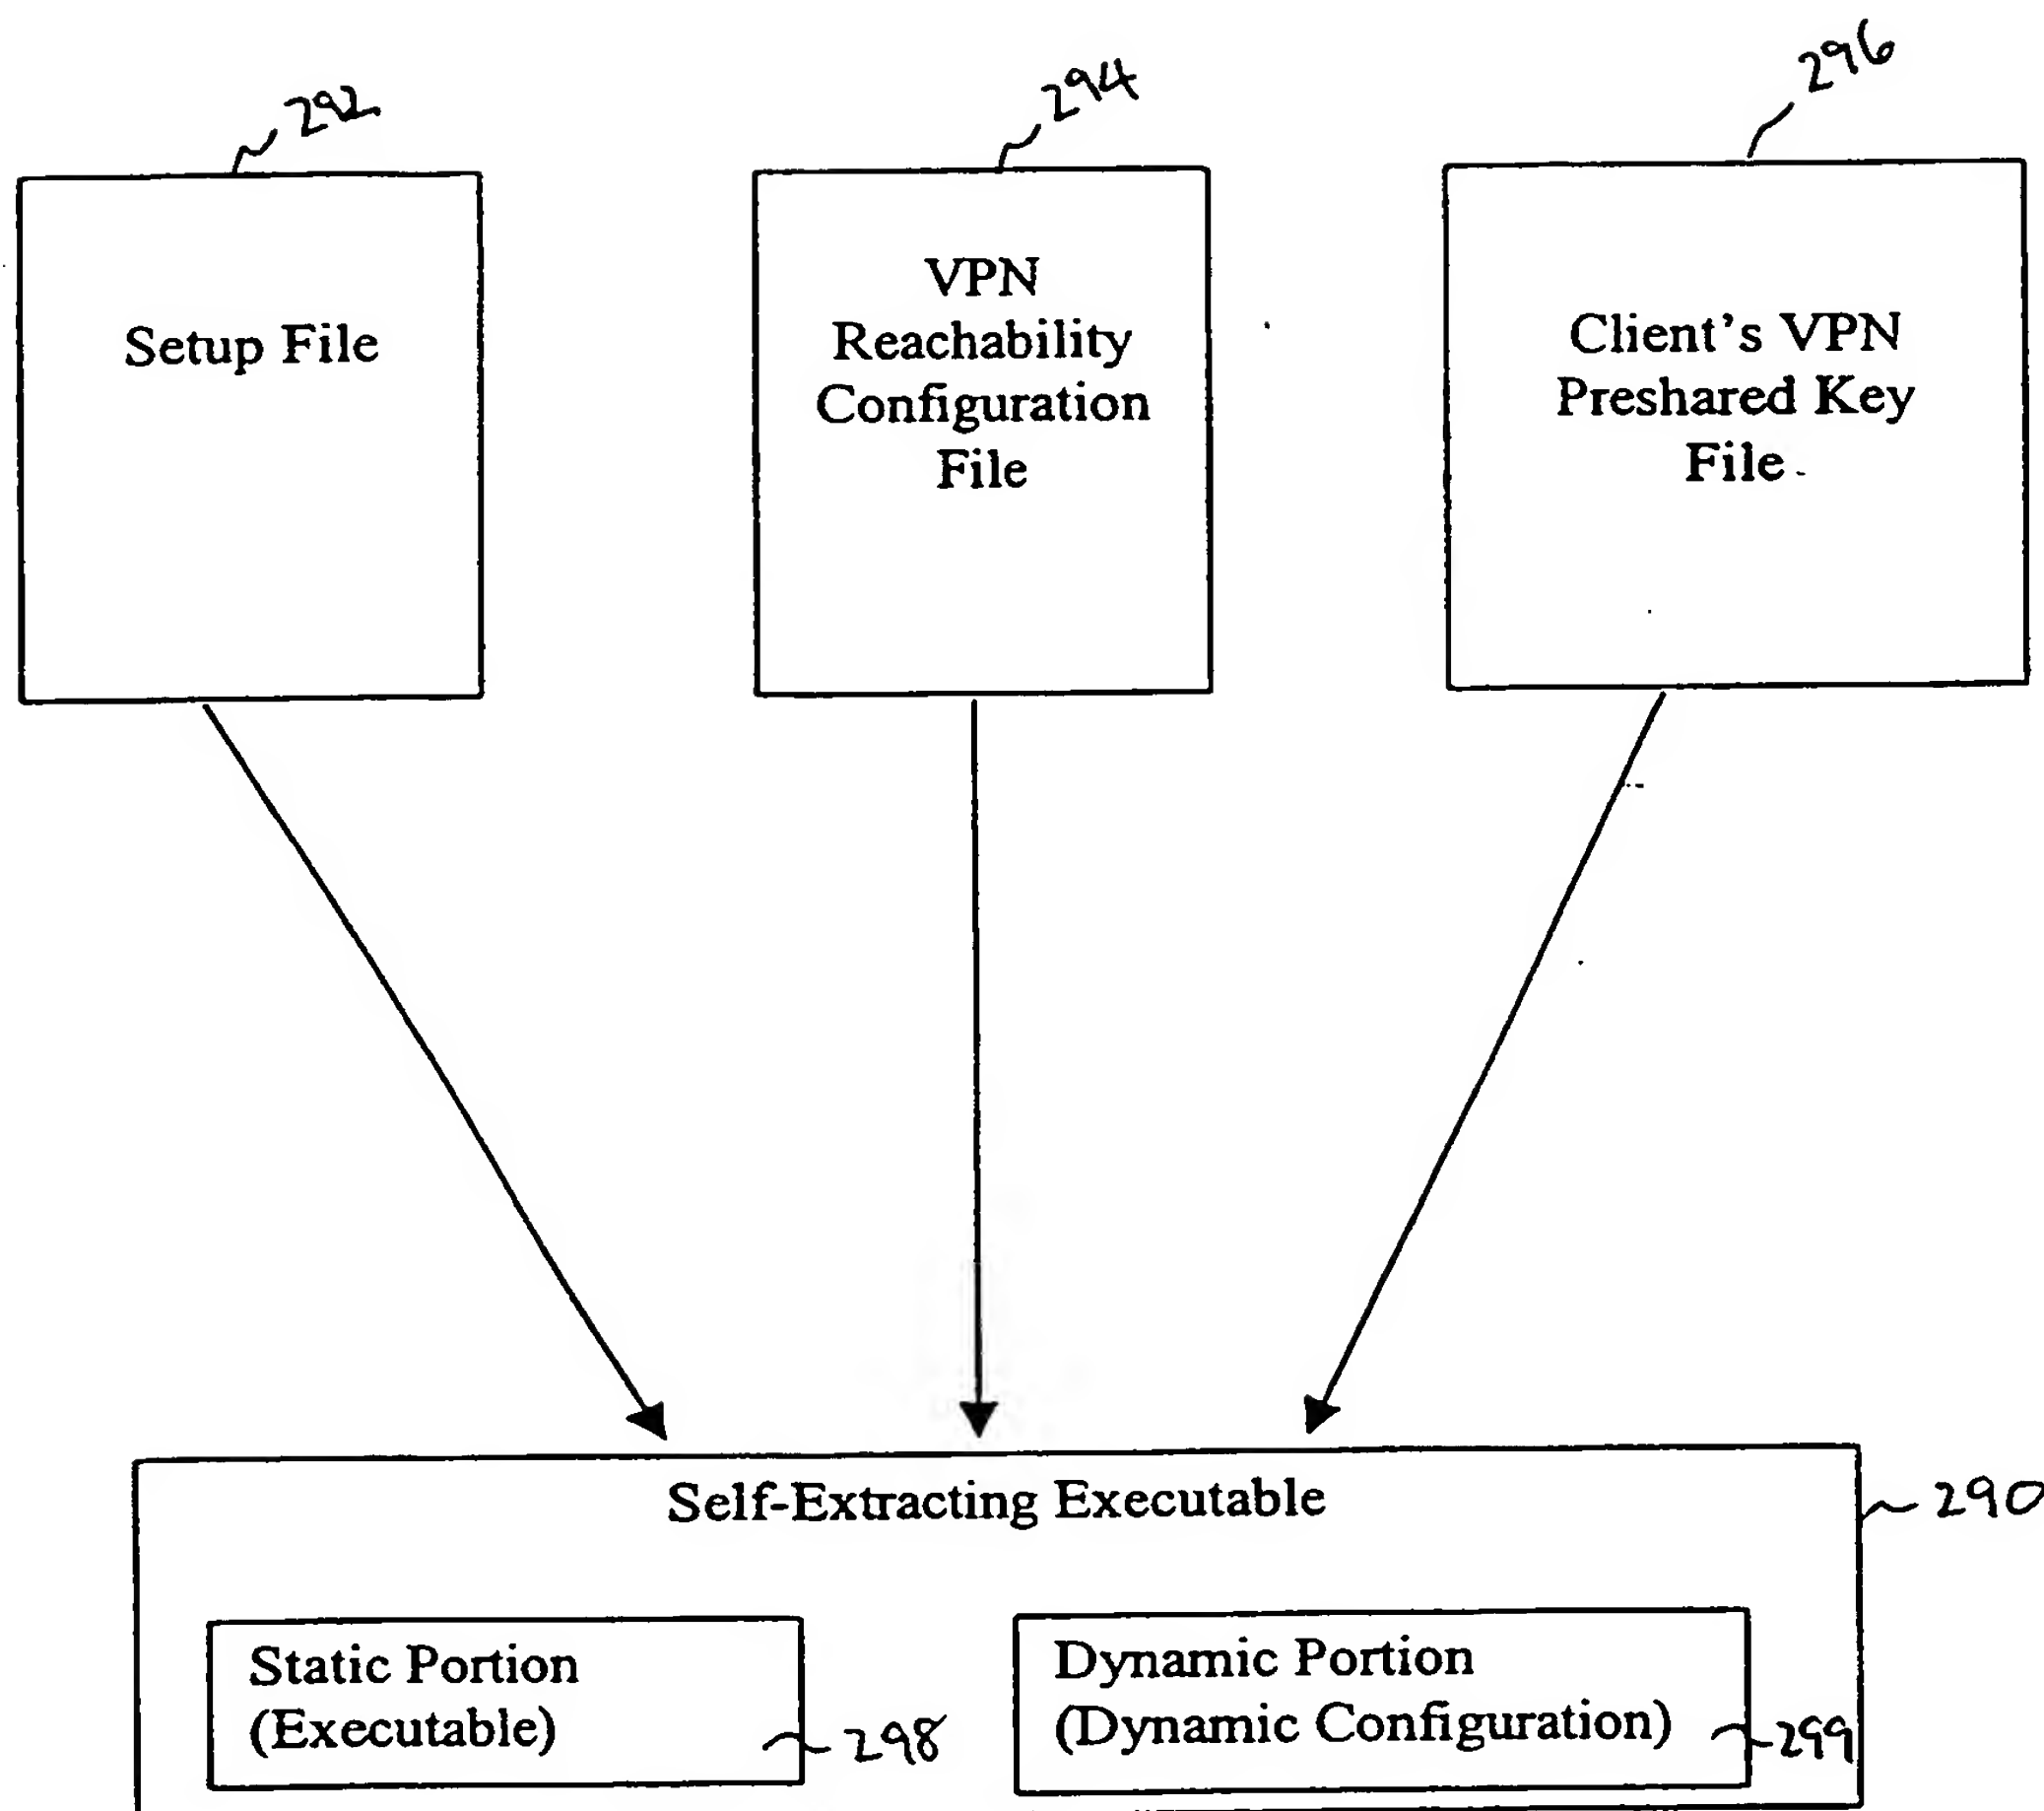 292
294
296
Setup File
VPN
Reachability
Configuration
File
Client's VPN
Preshared Key
File
Self-Extracting Executable
290
Static Portion
(Executable)
298
Dynamic Portion
(Dynamic Configuration)
299